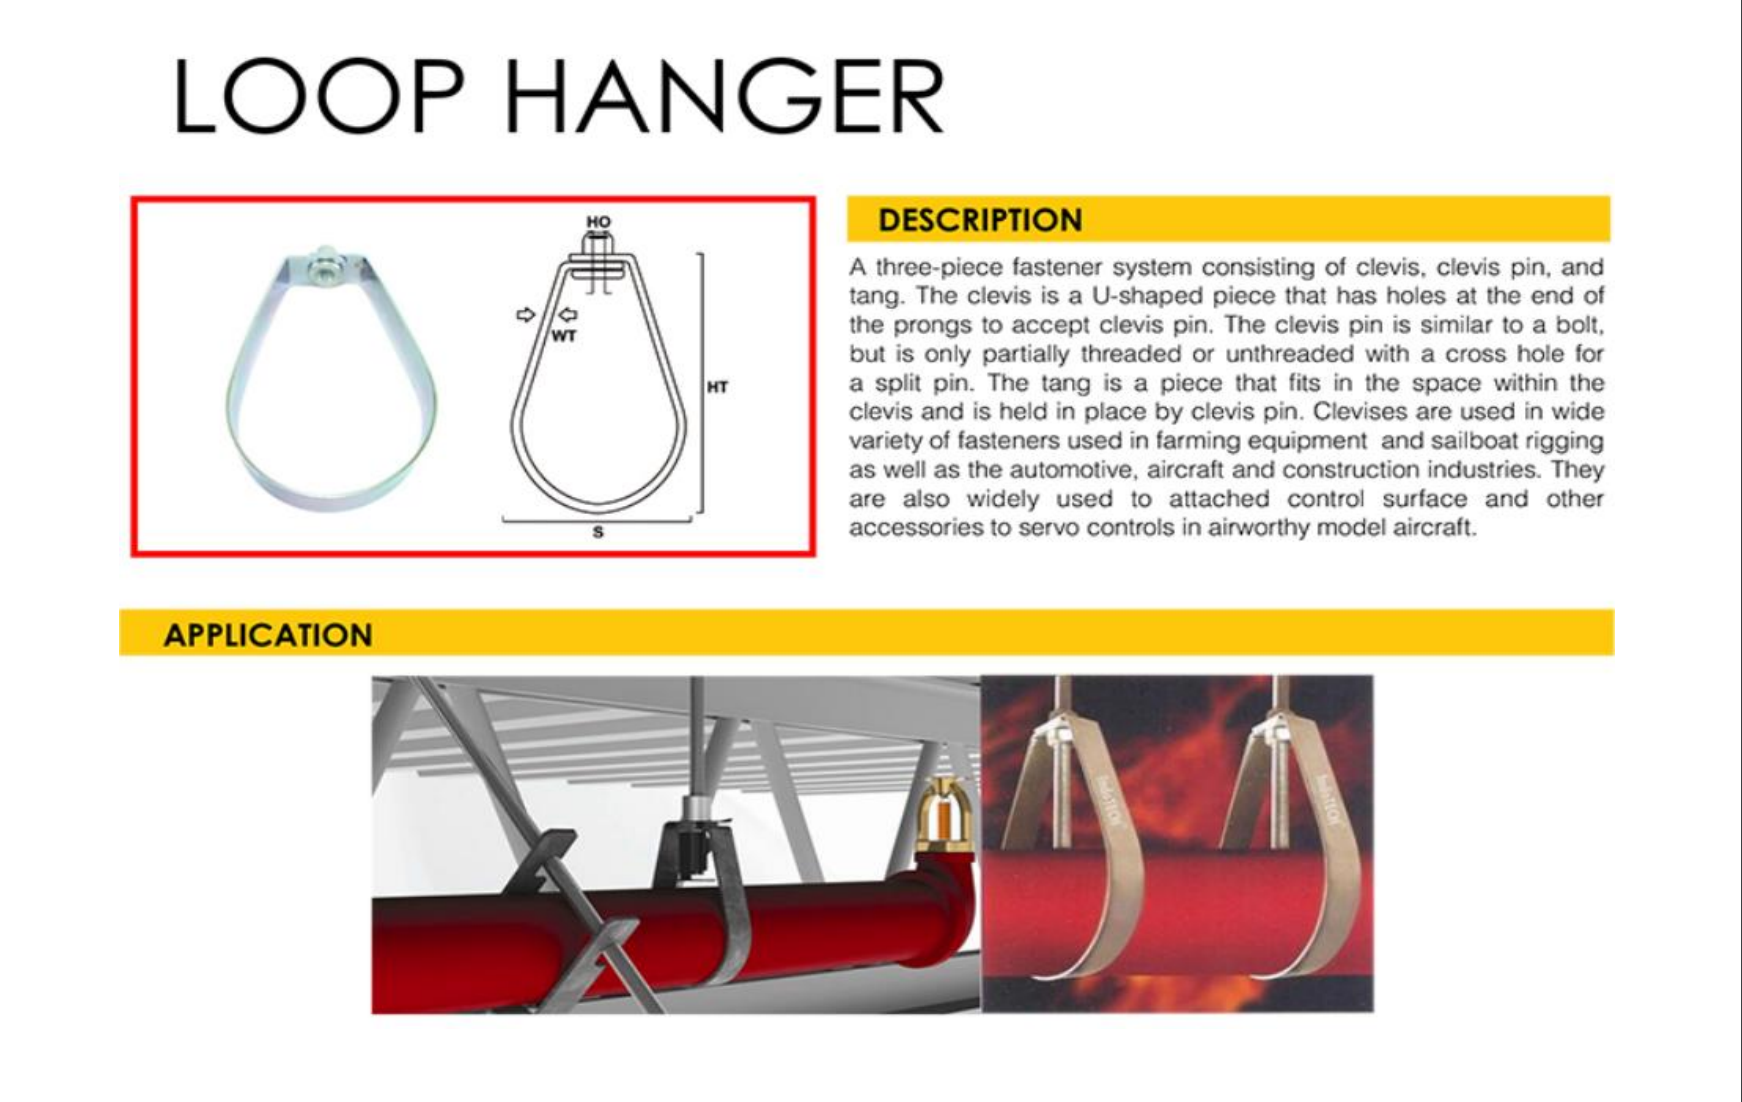 LOOP HANGER
HO
WT
HT
S
DESCRIPTION
A three-piece fastener system consisting of clevis, clevis pin, and
tang. The clevis is a U-shaped piece that has holes at the end of
the prongs to accept clevis pin. The clevis pin is similar to a bolt,
but is only partially threaded or unthreaded with a cross hole for
a split pin. The tang is a piece that fits in the space within the
clevis and is held in place by clevis pin. Clevises are used in wide
variety of fasteners used in farming equipment and sailboat rigging
as well as the automotive, aircraft and construction industries. They
are also widely used to attached control surface and other
accessories to servo controls in airworthy model aircraft.
APPLICATION